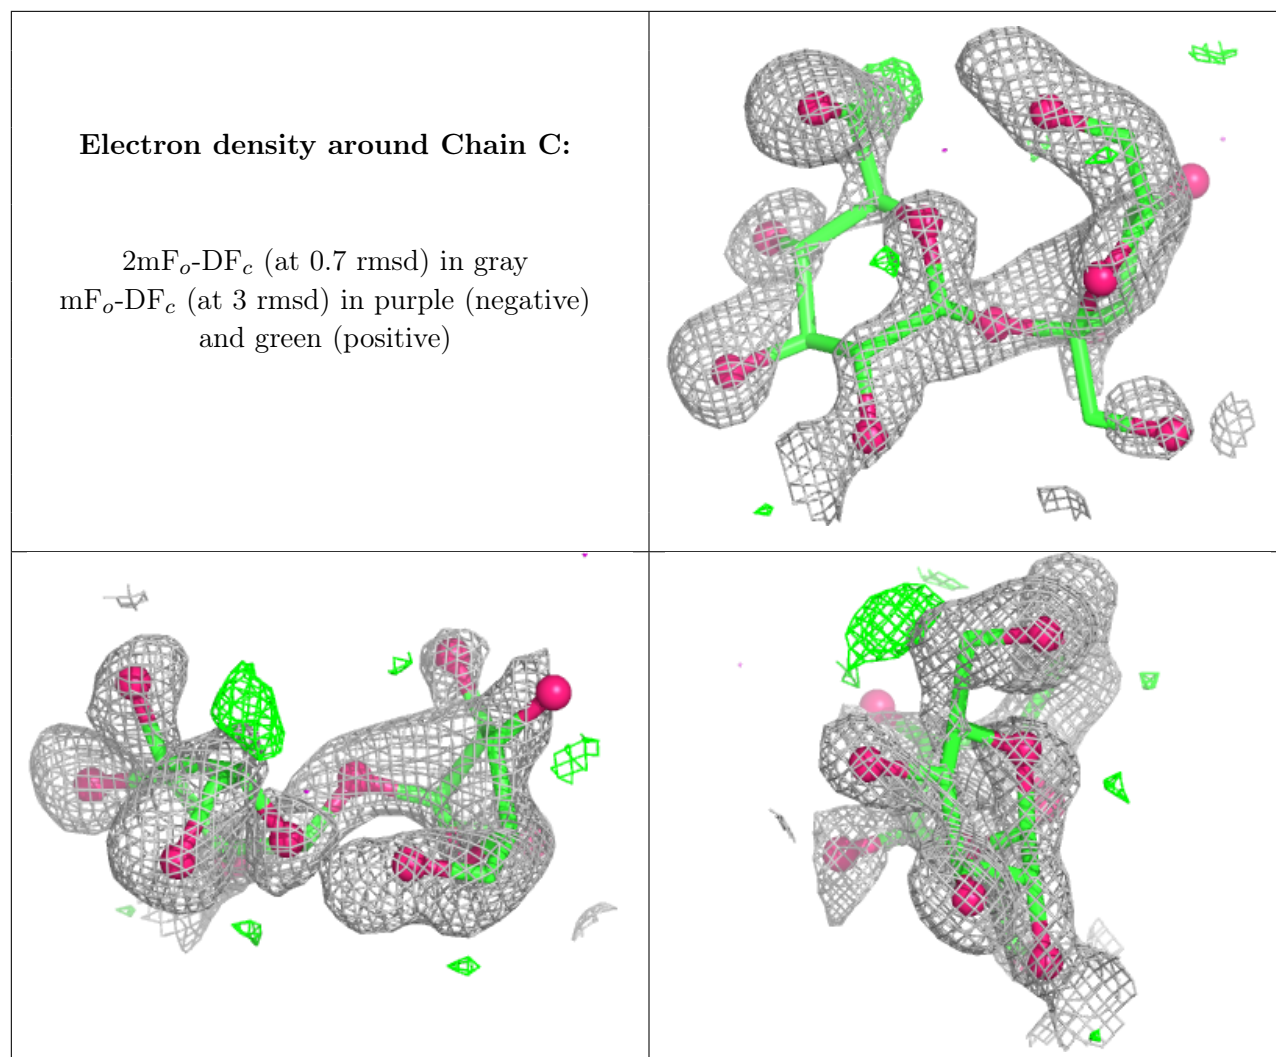 Electron density around Chain C:
2mFo-DFc (at 0.7 rmsd) in gray
mFo-DFc (at 3 rmsd) in purple (negative)
and green (positive)